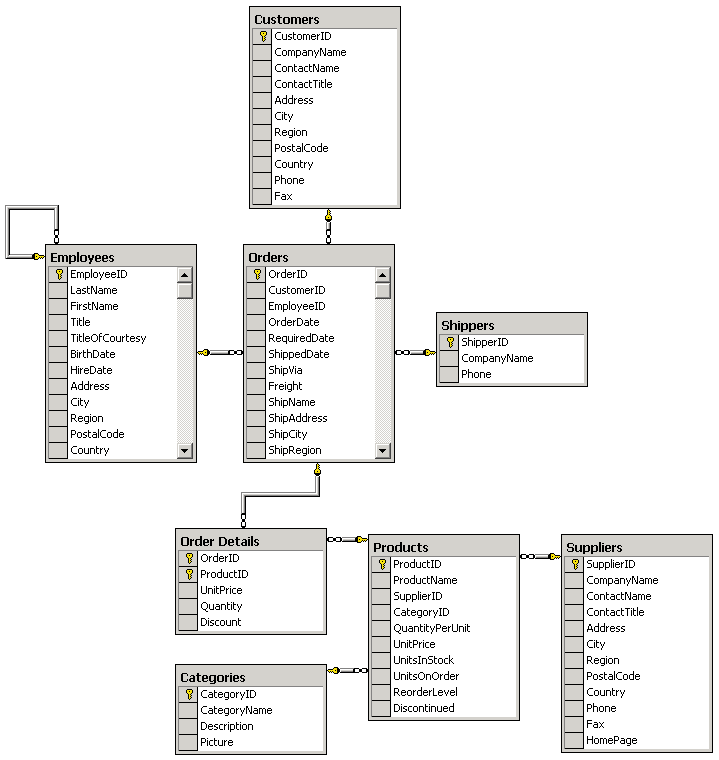 Customers
CustomerID
CompanyName
ContactName
ContactTitle
Address
City
Region
PostalCode
Country
Phone
Fax
Employees
EmployeeID
LastName
FirstName
Title
TitleOfCourtesy
BirthDate
HireDate
Address
City
Region
PostalCode
Country
Orders
OrderID
CustomerID
EmployeeID
OrderDate
RequiredDate
ShippedDate
ShipVia
Freight
ShipName
ShipAddress
ShipCity
ShipRegion
Shippers
ShipperID
CompanyName
Phone
Order Details
OrderID
ProductID
UnitPrice
Quantity
Discount
Products
ProductID
ProductName
SupplierID
CategoryID
QuantityPerUnit
UnitPrice
UnitsInStock
UnitsOnOrder
ReorderLevel
Discontinued
Suppliers
SupplierID
CompanyName
ContactName
ContactTitle
Address
City
Region
PostalCode
Country
Phone
Fax
HomePage
Categories
CategoryID
CategoryName
Description
Picture